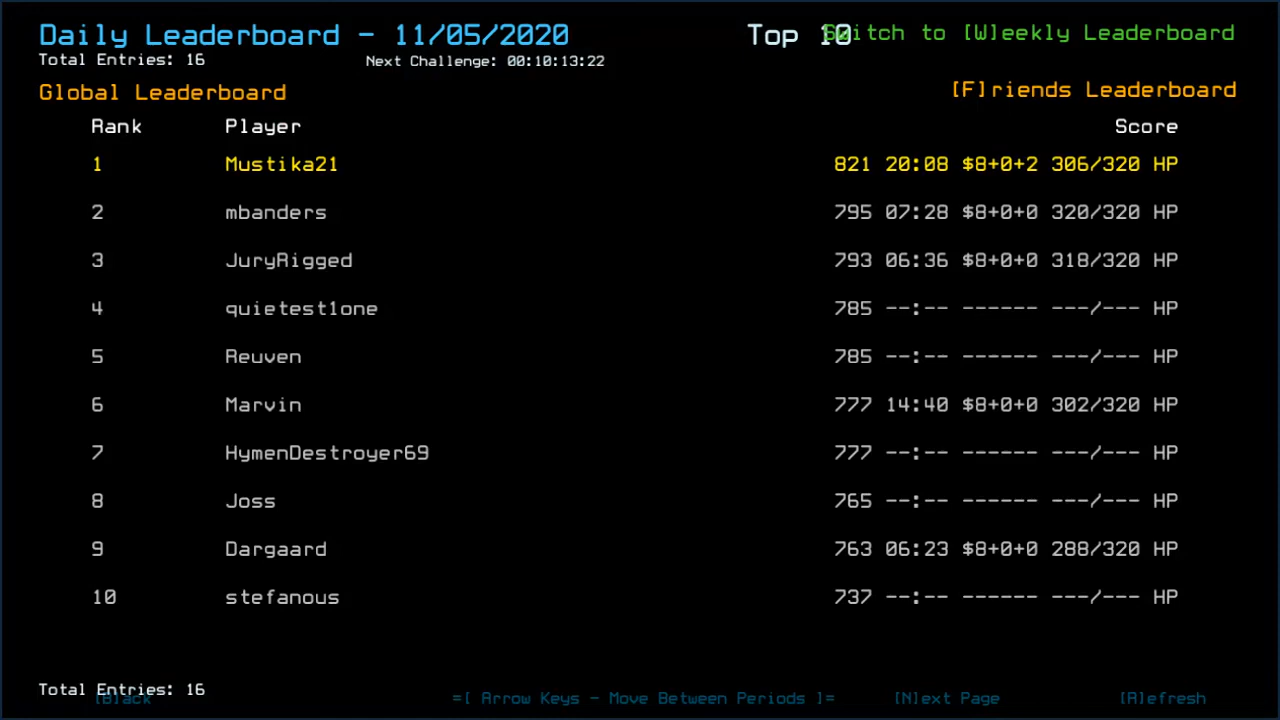 Daily Leaderboard - 11/05/2020 Top 10 Switch to [W]eekly Leaderboard
Total Entries: 16 Next Challenge: 00:10:13:22
Global Leaderboard [F]riends Leaderboard
Rank Player Score
1 Mustika21 821 20:08 $8+0+2 306/320 HP
2 mbanders 795 07:28 $8+0+0 320/320 HP
3 JuryRigged 793 06:36 $8+0+0 318/320 HP
4 quietest1one 785 --:-- ------ ---/--- HP
5 Reuven 785 --:-- ------ ---/--- HP
6 Marvin 777 14:40 $8+0+0 302/320 HP
7 HymenDestroyer69 777 --:-- ------ ---/--- HP
8 Joss 765 --:-- ------ ---/--- HP
9 Dargaard 763 06:23 $8+0+0 288/320 HP
10 stefanous 737 --:-- ------ ---/--- HP
Total Entries: 16
[B]ack =[ Arrow Keys - Move Between Periods ]= [N]ext Page [R]efresh